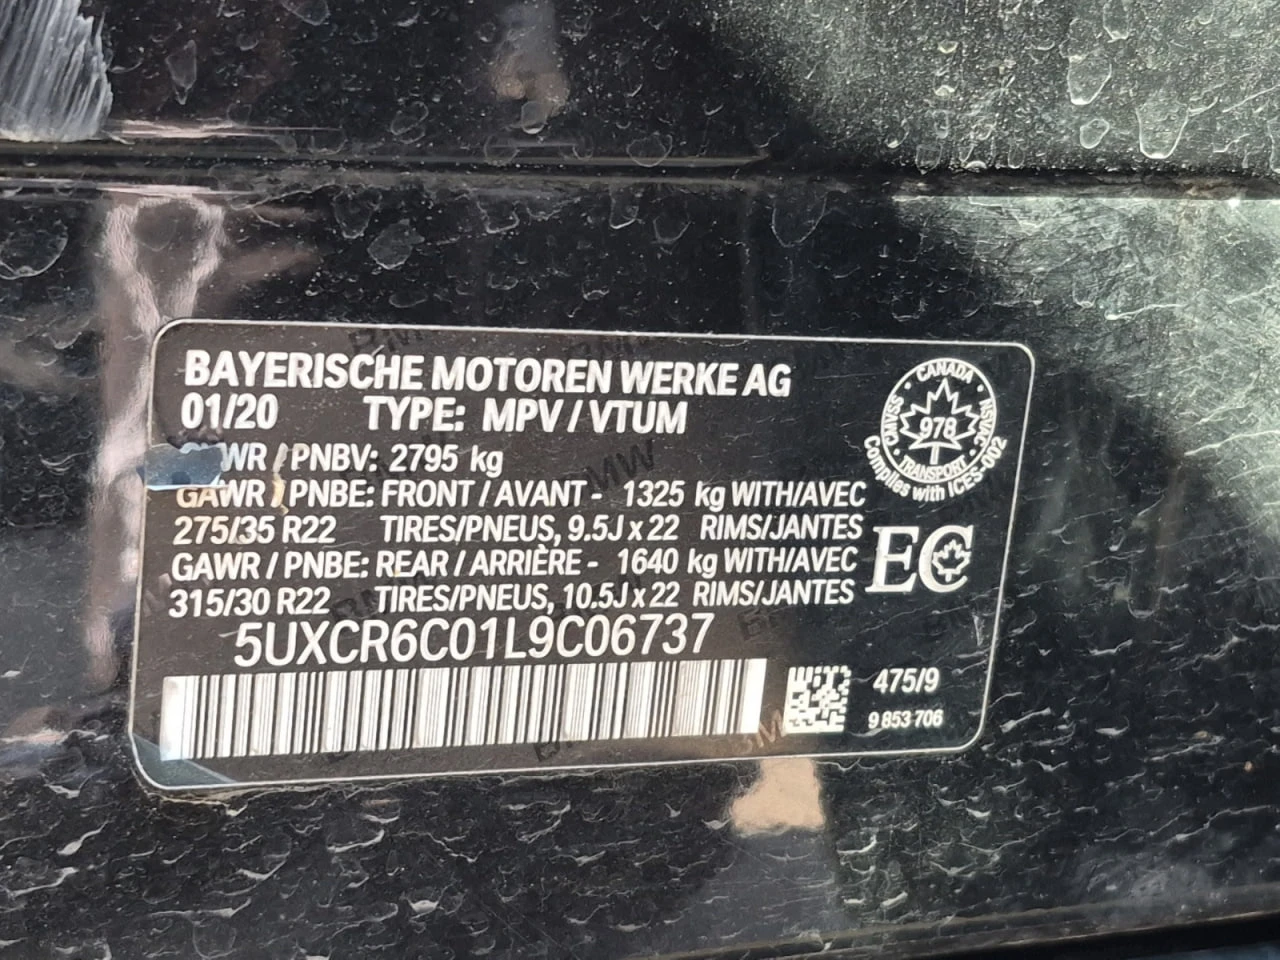 BAYERISCHE MOTOREN WERKE AG
01/20 TYPE: MPV / VTUM
GVWR / PNBV: 2795 kg
GAWR / PNBE: FRONT / AVANT - 1325 kg WITH/AVEC
275/35 R22 TIRES/PNEUS, 9.5J x 22 RIMS/JANTES
GAWR / PNBE: REAR / ARRIÈRE - 1640 kg WITH/AVEC
315/30 R22 TIRES/PNEUS, 10.5J x 22 RIMS/JANTES
5UXCR6C01L9C06737
CANADA
CMVSS
NSVAC
978
TRANSPORT
Complies with ICES-002
EC
475/9
9 853 706